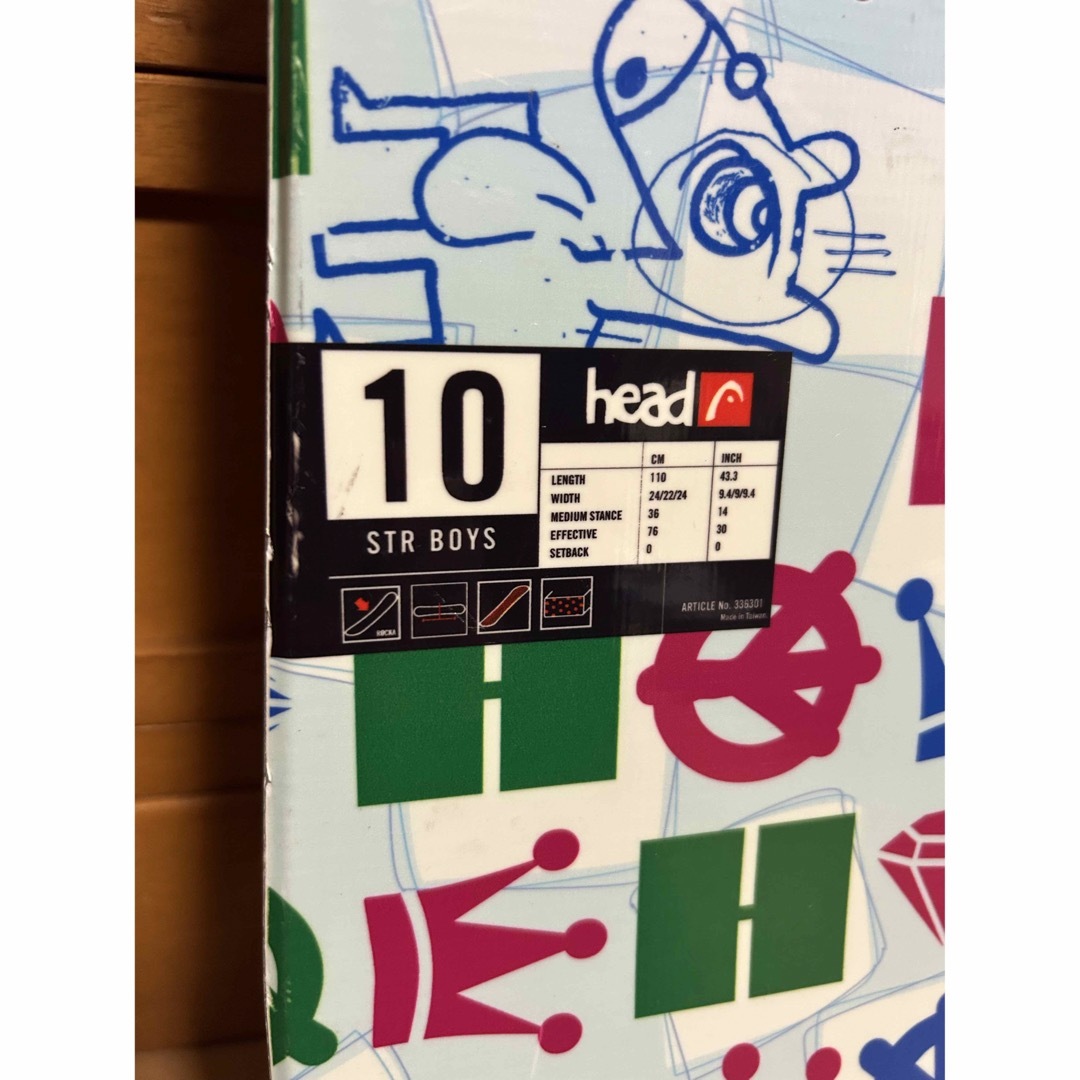 10
STR BOYS
head
CM INCH
LENGTH 110 43.3
WIDTH 24/22/24 9.4/9/9.4
MEDIUM STANCE 36 14
EFFECTIVE 76 30
SETBACK 0 0
ARTICLE No. 336301
Made in Taiwan
H
H